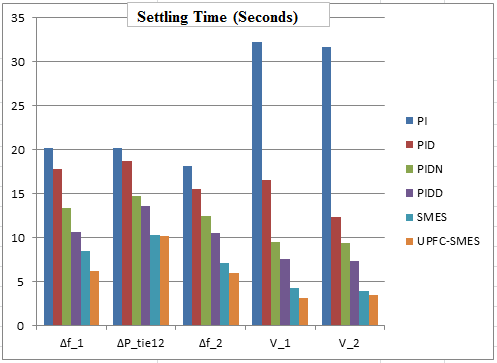 Settling Time (Seconds)
35
30
25
20
15
10
5
0
Δf_1 ΔP_tie12 Δf_2 V_1 V_2
PI
PID
PIDN
PIDD
SMES
UPFC-SMES